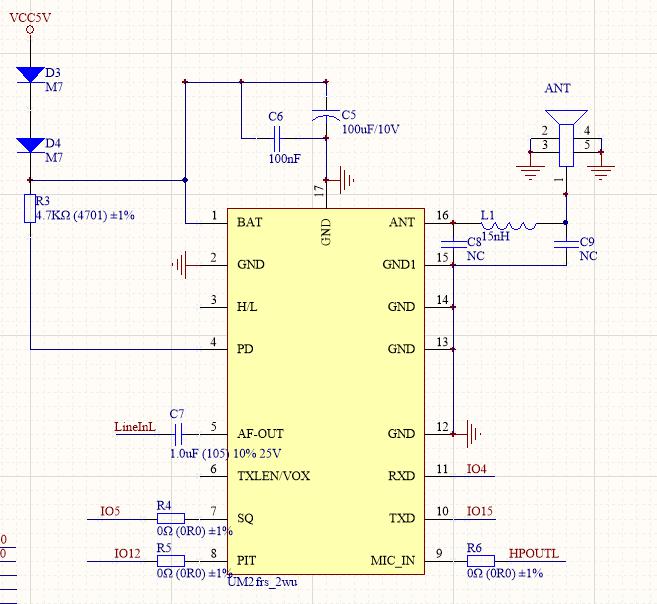 VCC5V
D3
M7
ANT
C6
C5
100uF/10V
2
4
D4
M7
3
5
100nF
1
17
R3
4.7KΩ (4701) ±1%
1
BAT
GND
ANT
16
L1
15nH
C8
NC
C9
NC
2
GND
GND1
15
3
H/L
GND
14
4
PD
GND
13
C7
LineInL
5
AF-OUT
GND
12
1.0uF (105) 10% 25V
6
TXLEN/VOX
RXD
11
IO4
IO5
R4
7
SQ
TXD
10
IO15
0Ω (0R0) ±1%
0
0
IO12
R5
8
PIT
MIC_IN
9
R6
HPOUTL
0Ω (0R0) ±1%
UM2frs_2wu
0Ω (0R0) ±1%